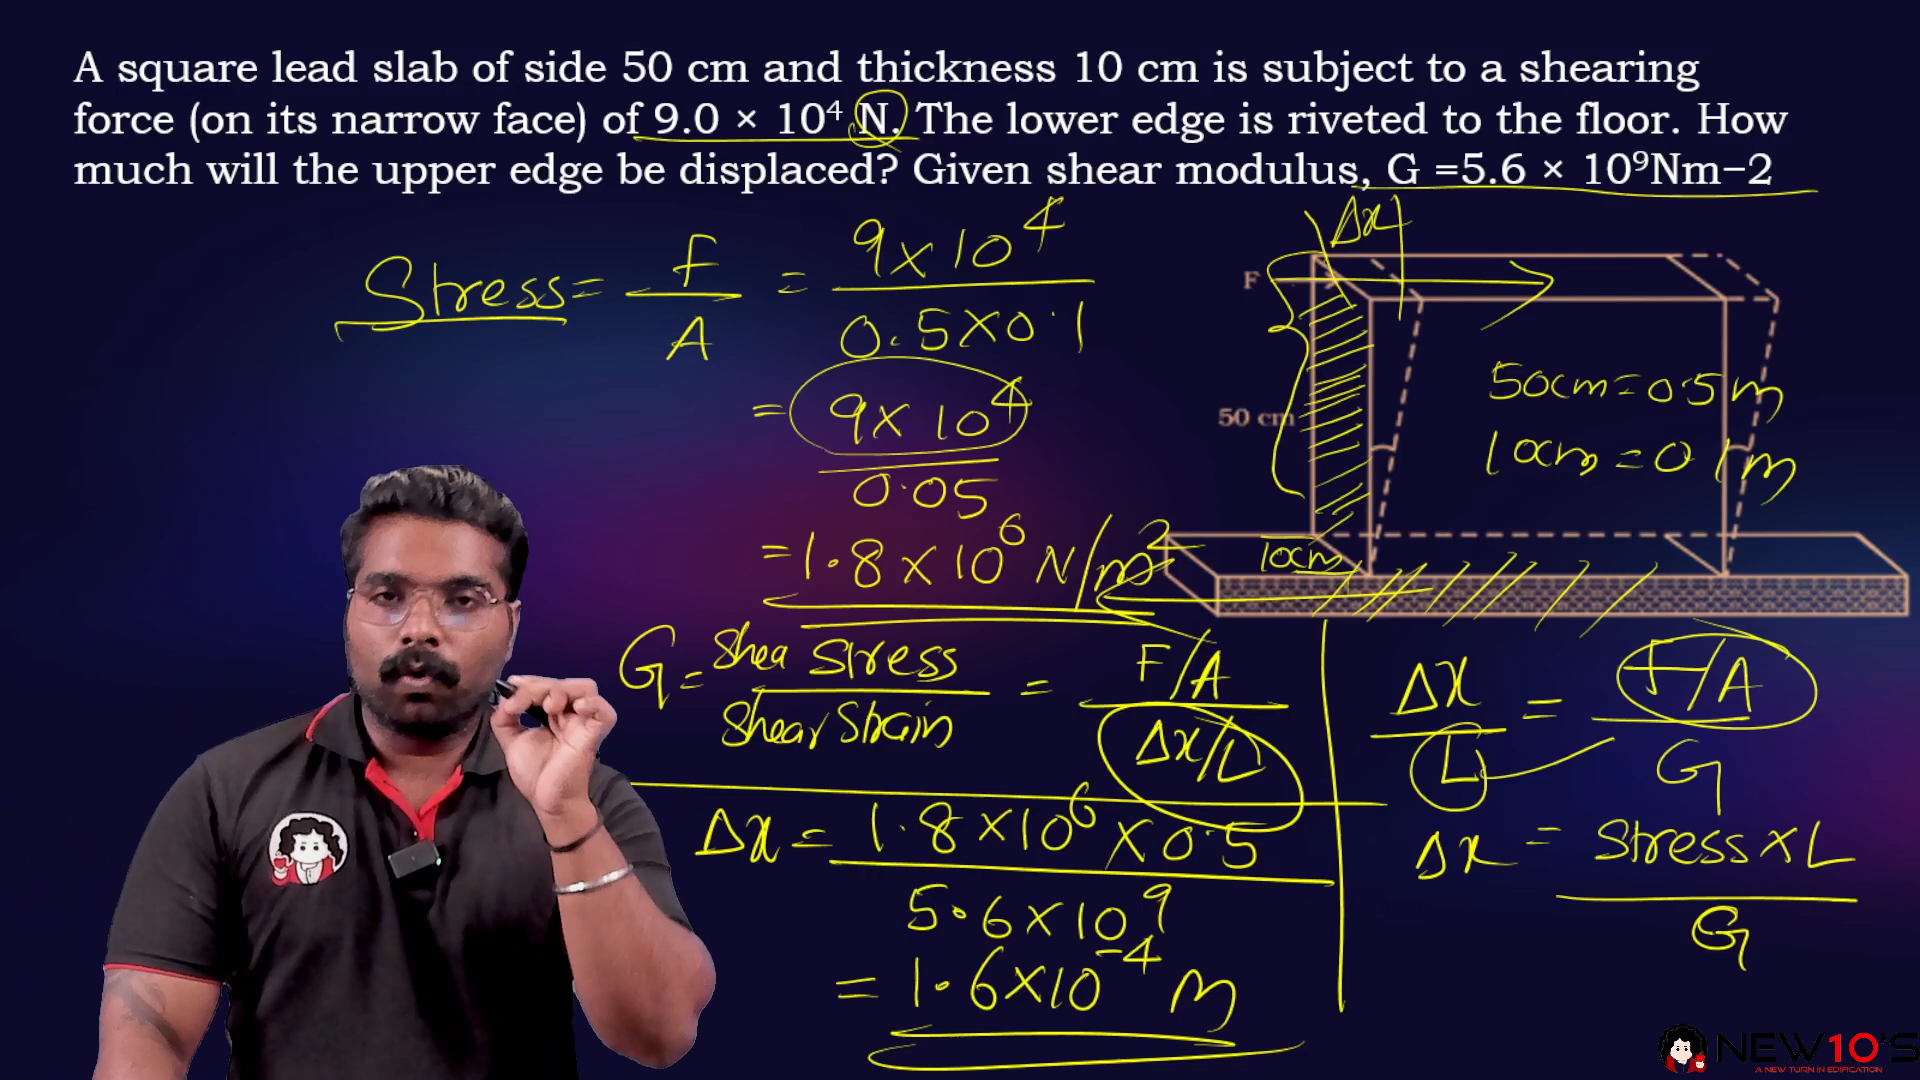 A square lead slab of side 50 cm and thickness 10 cm is subject to a shearing
force (on its narrow face) of 9.0 × 10⁴ N. The lower edge is riveted to the floor. How
much will the upper edge be displaced? Given shear modulus, G =5.6 × 10⁹Nm−2
Stress = F/A = 9×10⁴/0.5×0.1
= 9×10⁴/0.05
= 1.8×10⁶ N/m²
Δx
F
50 cm
50cm = 0.5m
10cm = 0.1m
10cm
G = Shea Stress/Shear Strain = F/A/Δx/L
Δx = 1.8×10⁶ × 0.5/5.6×10⁹
= 1.6×10⁻⁴ m
Δx/L = F/A/G
Δx = Stress × L/G
NEW10'S
A NEW TURN IN EDIFICATION